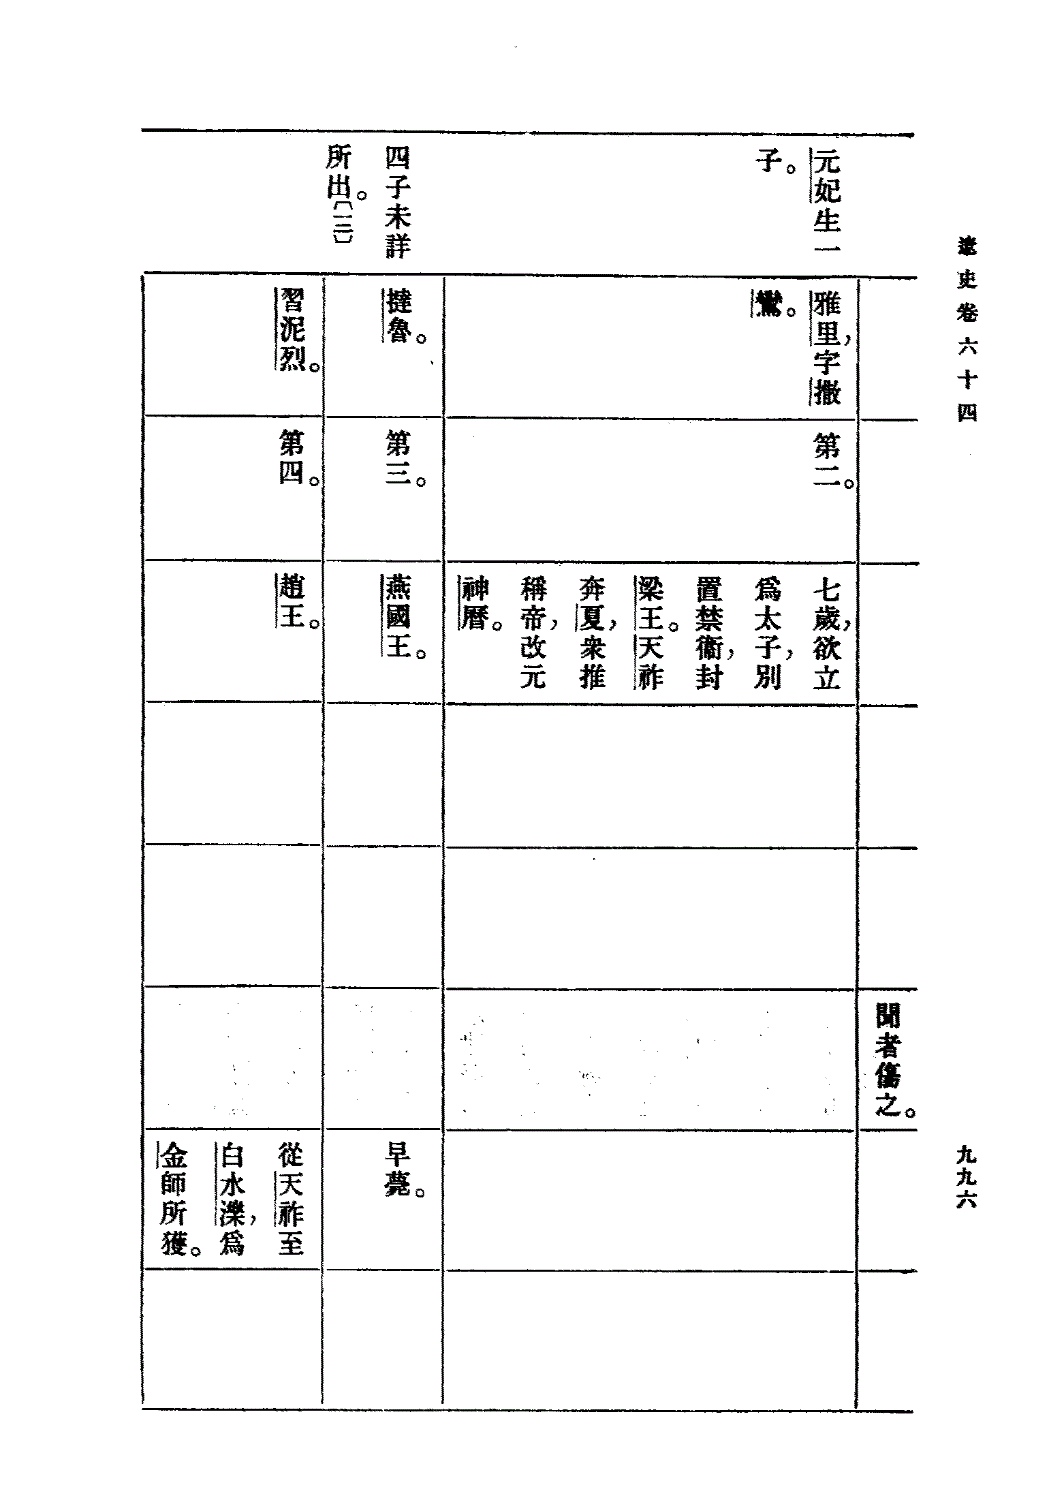 遼史卷六十四
九九六
聞者傷之。
元妃生一
子。
雅里,字撒
鸞。
第二。
七歲,欲立
爲太子,別
置禁衞,封
梁王。天祚
奔夏,衆推
稱帝,改元
神曆。
四子未詳
所出。〔三〕
撻魯。
第三。
燕國王。
早薨。
習泥烈。
第四。
趙王。
從天祚至
白水濼,爲
金師所獲。